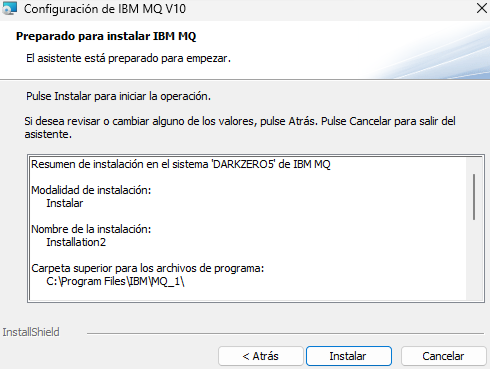 Configuración de IBM MQ V10
Preparado para instalar IBM MQ
El asistente está preparado para empezar.
Pulse Instalar para iniciar la operación.
Si desea revisar o cambiar alguno de los valores, pulse Atrás. Pulse Cancelar para salir del
asistente.
Resumen de instalación en el sistema 'DARKZERO5' de IBM MQ
Modalidad de instalación:
Instalar
Nombre de la instalación:
Installation2
Carpeta superior para los archivos de programa:
C:\Program Files\IBM\MQ_1\
InstallShield
< Atrás
Instalar
Cancelar